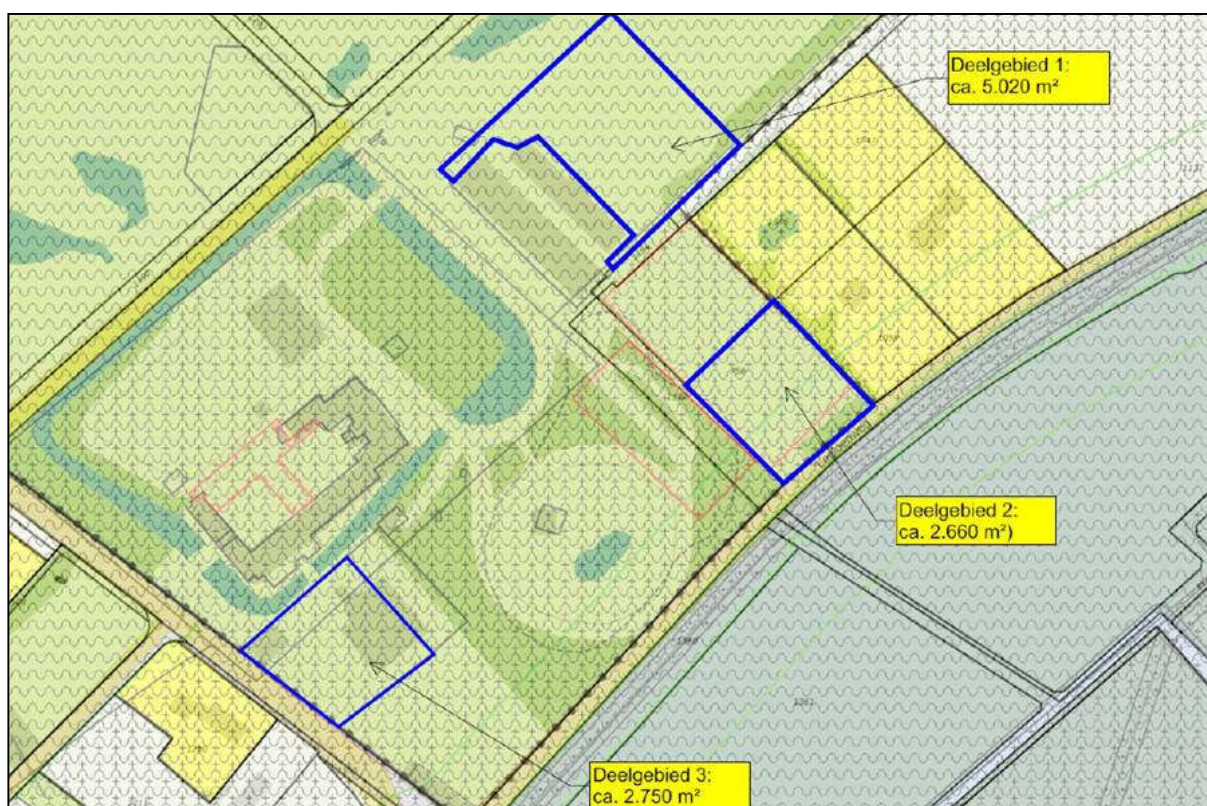 Deelgebied 1:
ca. 5.020 m²
Deelgebied 2:
ca. 2.660 m²)
Deelgebied 3:
ca. 2.750 m²